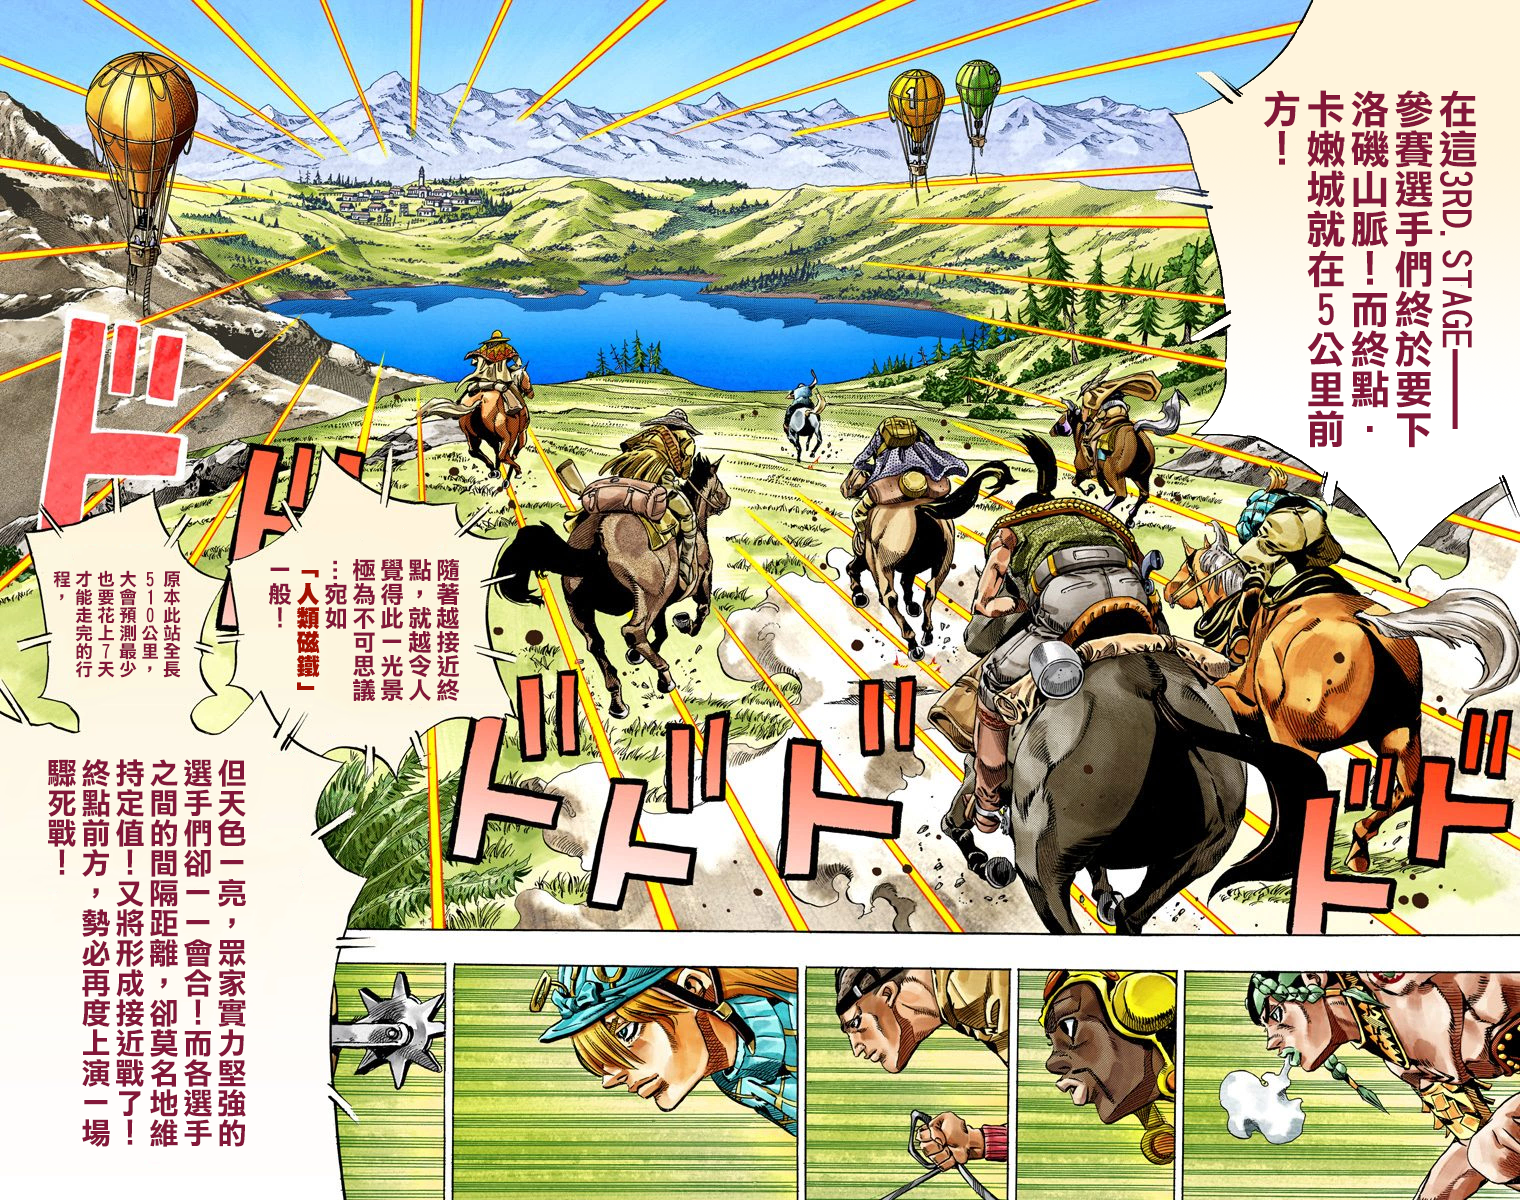 在這3RD. STAGE——
參賽選手們終於要下
洛磯山脈！而終點．
卡嫩城就在5公里前
方！
隨著越接近終
點，就越令人
覺得此一光景
極為不可思議
…宛如
「人類磁鐵」
一般！
原本此站全長
510公里，
大會預測最少
也要花上7天
才能走完的行
程，
但天色一亮，眾家實力堅強的
選手們卻一一會合！而各選手
之間的間隔距離，卻莫名地維
持定值！又將形成接近戰了！
終點前方，勢必再度上演一場
驟死戰！
ド
ド
ド
ド
ド
ド
ド
ド